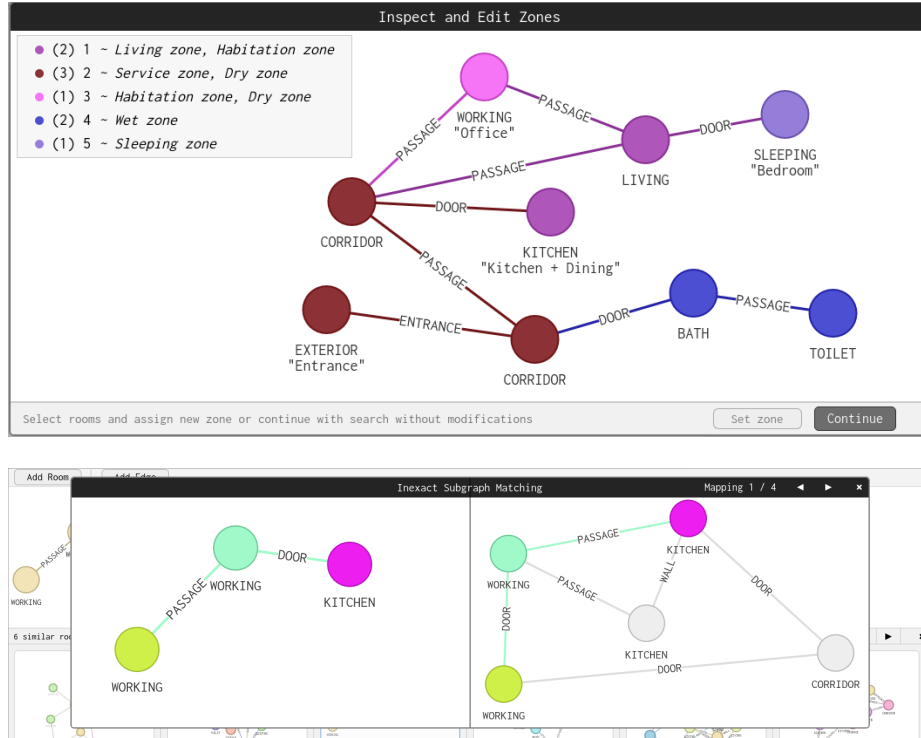 Inspect and Edit Zones
(2) 1 ~ Living zone, Habitation zone
(3) 2 ~ Service zone, Dry zone
(1) 3 ~ Habitation zone, Dry zone
(2) 4 ~ Wet zone
(1) 5 ~ Sleeping zone
PASSAGE
WORKING
"Office"
PASSAGE
DOOR
SLEEPING
"Bedroom"
PASSAGE
LIVING
DOOR
CORRIDOR
KITCHEN
"Kitchen + Dining"
PASSAGE
ENTRANCE
DOOR
PASSAGE
BATH
EXTERIOR
"Entrance"
TOILET
CORRIDOR
Select rooms and assign new zone or continue with search without modifications
Set zone
Continue
Add Room
Add Edge
Inexact Subgraph Matching
Mapping 1 / 4
PASSAGE
WORKING
6 similar
DOOR
WORKING
PASSAGE
KITCHEN
WORKING
PASSAGE
KITCHEN
WORKING
PASSAGE
WALL
DOOR
DOOR
KITCHEN
DOOR
CORRIDOR
WORKING